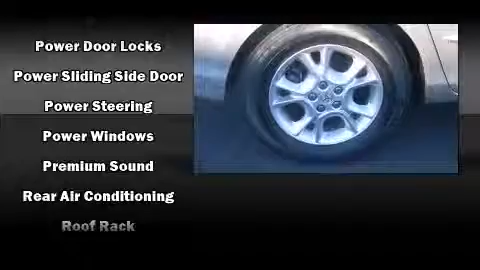 Power Door Locks
Power Sliding Side Door
Power Steering
Power Windows
Premium Sound
Rear Air Conditioning
Roof Rack